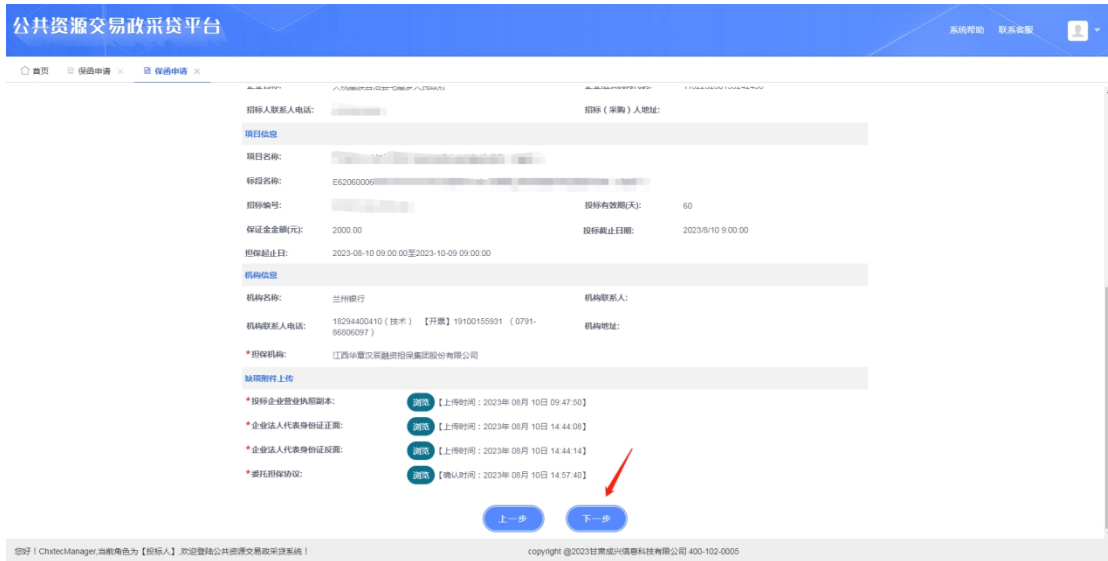 公共资源交易政采贷平台
系统帮助 联系客服
首页 保函申请 × 保函申请 ×
招标人联系人电话: 招标（采购）人地址:
项目信息
项目名称:
标段名称: E62060006
招标编号: 投标有效期(天): 60
保证金金额(元): 2000.00 投标截止日期: 2023/8/10 9:00:00
担保起止日: 2023-08-10 09:00:00至2023-10-09 09:00:00
机构信息
机构名称: 兰州银行 机构联系人:
机构联系人电话: 18294400410（技术） 【开票】19100155931 （0791-
86806097） 机构地址:
*担保机构: 江西华章汉辰融资担保集团股份有限公司
缺项附件上传
*投标企业营业执照副本: 浏览 【上传时间：2023年 08月 10日 09:47:50】
*企业法人代表身份证正面: 浏览 【上传时间：2023年 08月 10日 14:44:08】
*企业法人代表身份证反面: 浏览 【上传时间：2023年 08月 10日 14:44:14】
*委托担保协议: 浏览 【确认时间：2023年 08月 10日 14:57:40】
上一步 下一步
您好！ChxtecManager,当前角色为【投标人】,欢迎登陆公共资源交易政采贷系统！ copyright @2023甘肃成兴信息科技有限公司 400-102-0005